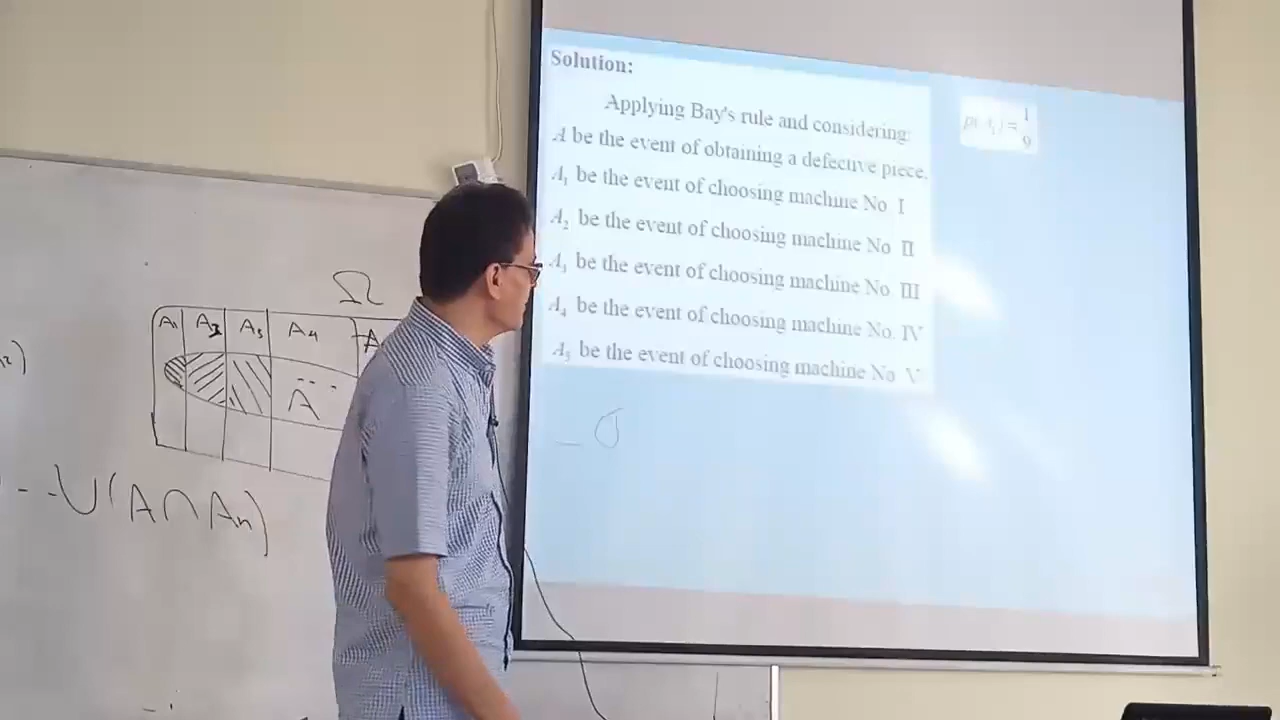 Solution:
Applying Bay's rule and considering:
A be the event of obtaining a defective piece.
A₁ be the event of choosing machine No I
A₂ be the event of choosing machine No II
A₃ be the event of choosing machine No III
A₄ be the event of choosing machine No. IV
A₅ be the event of choosing machine No V
p(A₁) = 1/9
Ω
A₁ A₂ A₃ A₄ A
A
--∪(A∩Aₙ)